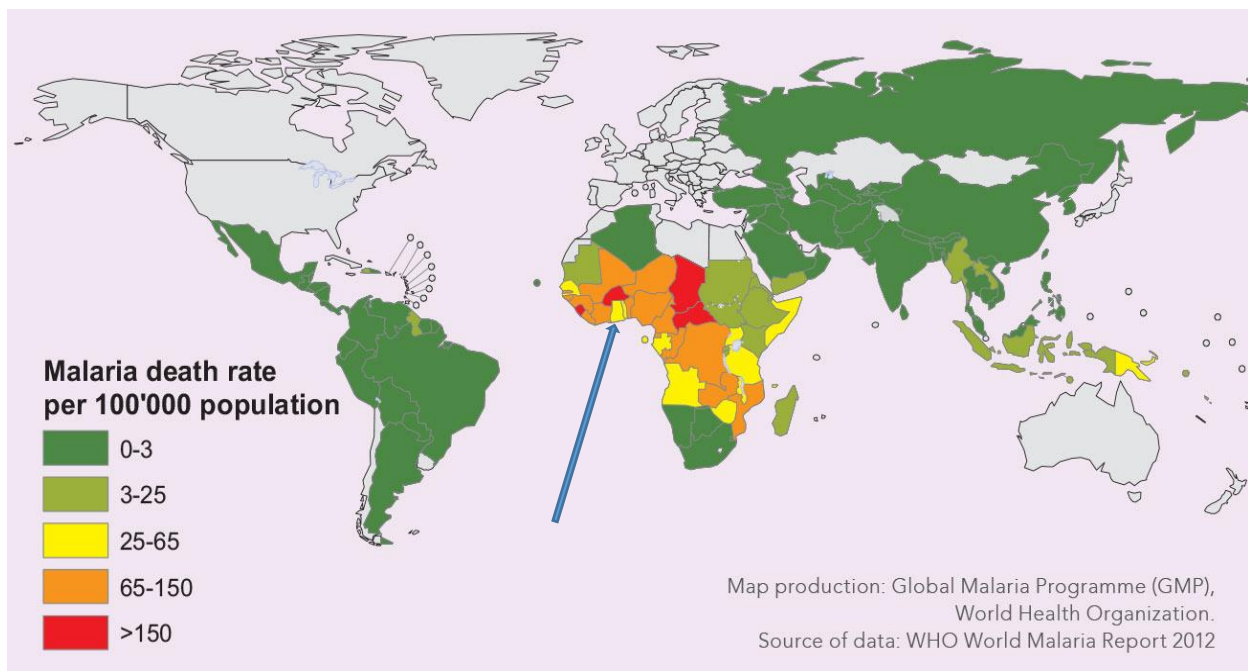 Malaria death rate
per 100'000 population
0-3
3-25
25-65
65-150
>150
Map production: Global Malaria Programme (GMP),
World Health Organization.
Source of data: WHO World Malaria Report 2012